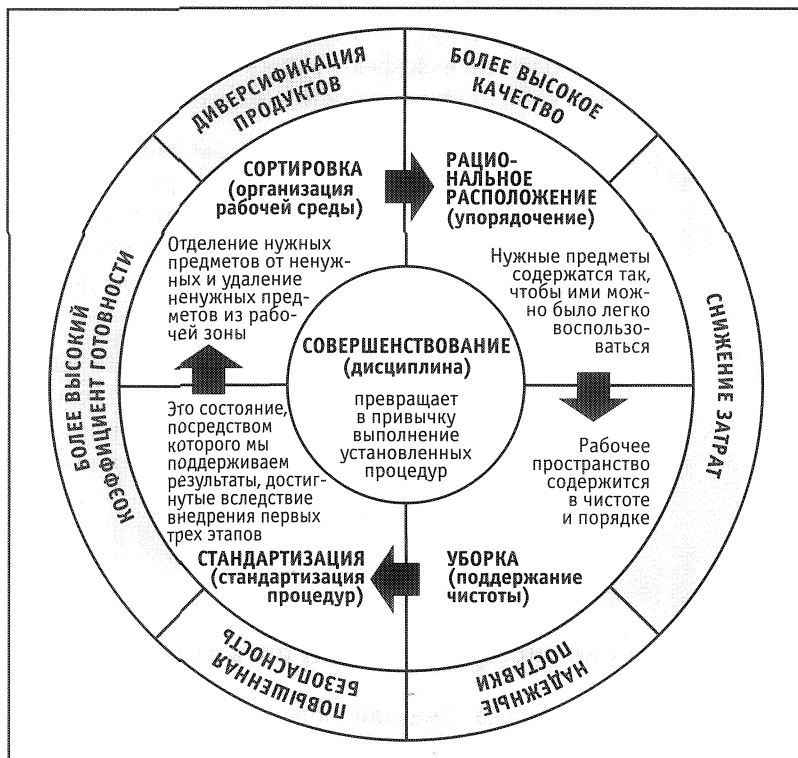 ДИВЕРСИФИКАЦИЯ
ПРОДУКТОВ
БОЛЕЕ ВЫСОКОЕ
КАЧЕСТВО
СНИЖЕНИЕ ЗАТРАТ
НАДЕЖНЫЕ
ПОСТАВКИ
ПОВЫШЕННАЯ
БЕЗОПАСНОСТЬ
БОЛЕЕ ВЫСОКИЙ
КОЭФФИЦИЕНТ ГОТОВНОСТИ
СОРТИРОВКА
(организация
рабочей среды)
Отделение нужных
предметов от ненуж-
ных и удаление
ненужных пред-
метов из рабо-
чей зоны
РАЦИО-
НАЛЬНОЕ
РАСПОЛОЖЕНИЕ
(упорядочение)
Нужные предметы
содержатся так,
чтобы ими мож-
но было легко
воспользо-
ваться
СОВЕРШЕНСТВОВАНИЕ
(дисциплина)
превращает
в привычку
выполнение
установленных
процедур
Рабочее
пространство
содержится
в чистоте
и порядке
УБОРКА
(поддержание
чистоты)
Это состояние,
посредством
которого мы
поддерживаем
результаты, достиг-
нутые вследствие
внедрения первых
трех этапов
СТАНДАРТИЗАЦИЯ
(стандартизация
процедур)